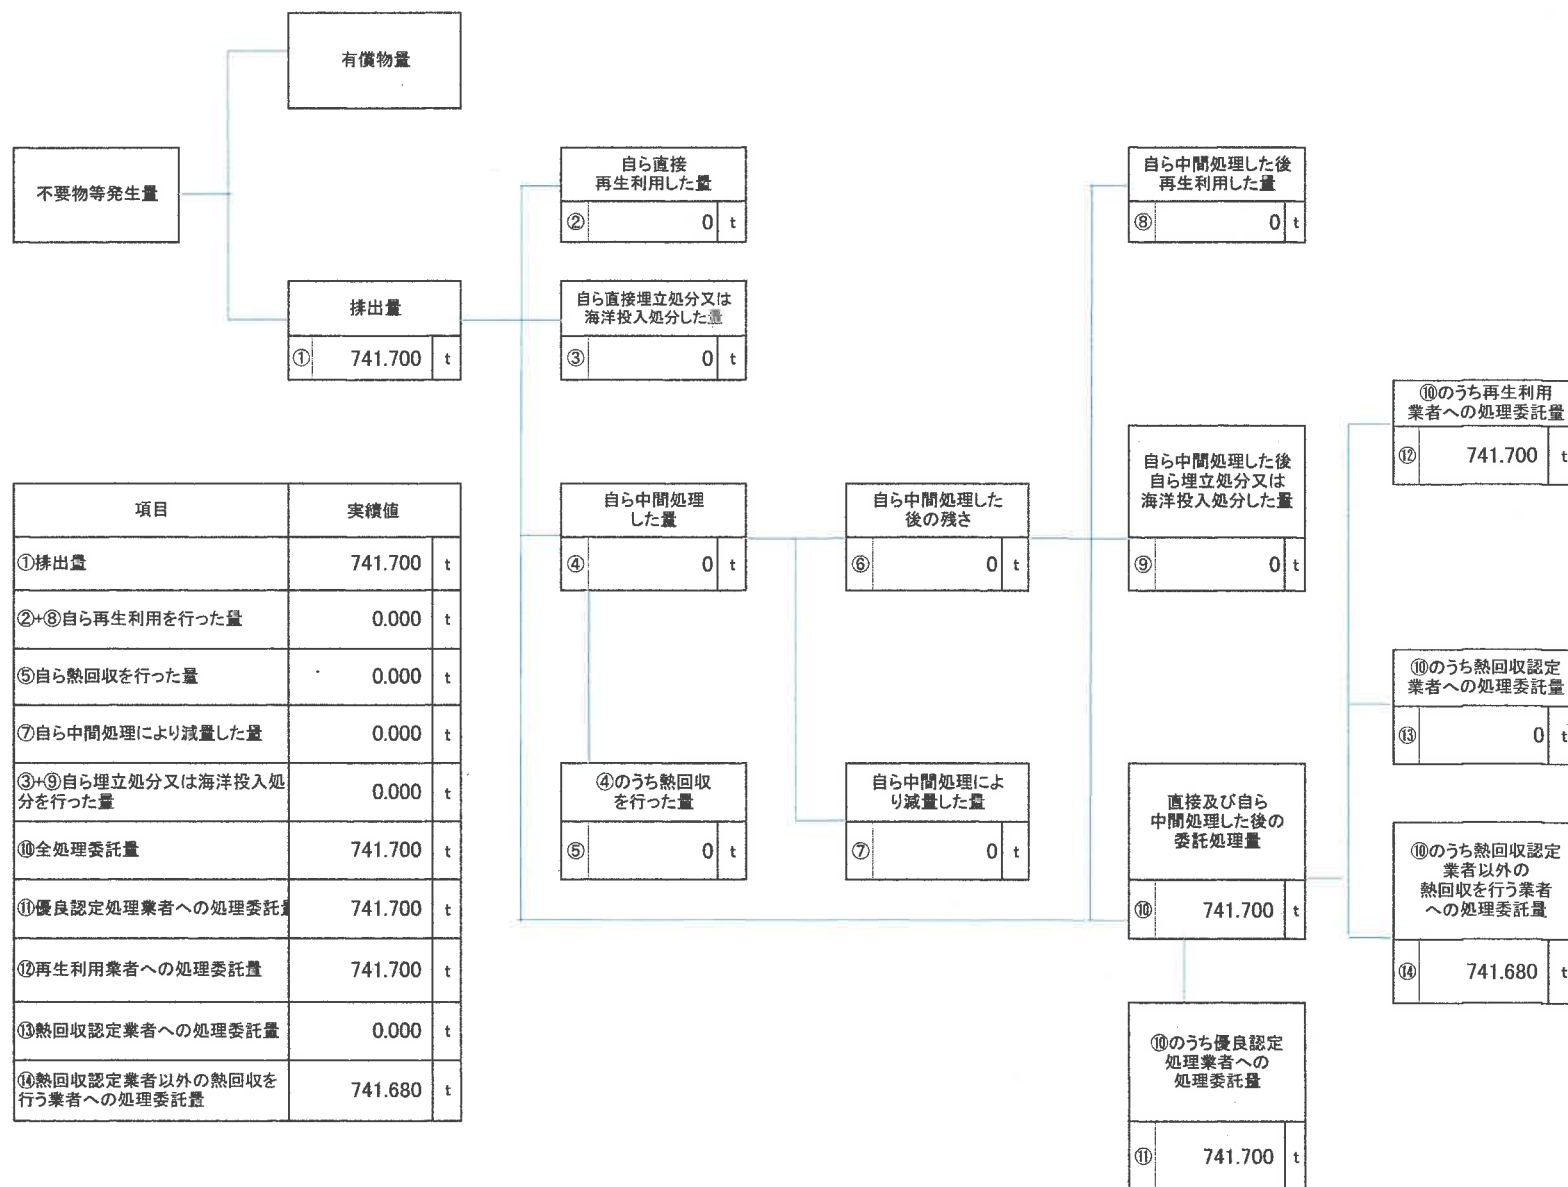 有償物量
不要物等発生量
排出量
① 741.700 t
自ら直接
再生利用した量
② 0 t
自ら直接埋立処分又は
海洋投入処分した量
③ 0 t
自ら中間処理
した量
④ 0 t
④のうち熱回収
を行った量
⑤ 0 t
自ら中間処理した
後の残さ
⑥ 0 t
自ら中間処理によ
り減量した量
⑦ 0 t
自ら中間処理した後
再生利用した量
⑧ 0 t
自ら中間処理した後
自ら埋立処分又は
海洋投入処分した量
⑨ 0 t
直接及び自ら
中間処理した後の
委託処理量
⑩ 741.700 t
⑩のうち優良認定
処理業者への
処理委託量
⑪ 741.700 t
⑩のうち再生利用
業者への処理委託量
⑫ 741.700 t
⑩のうち熱回収認定
業者への処理委託量
⑬ 0 t
⑩のうち熱回収認定
業者以外の
熱回収を行う業者
への処理委託量
⑭ 741.680 t
項目 実績値
①排出量 741.700 t
②+⑧自ら再生利用を行った量 0.000 t
⑤自ら熱回収を行った量 0.000 t
⑦自ら中間処理により減量した量 0.000 t
③+⑨自ら埋立処分又は海洋投入処
分を行った量 0.000 t
⑩全処理委託量 741.700 t
⑪優良認定処理業者への処理委託量 741.700 t
⑫再生利用業者への処理委託量 741.700 t
⑬熱回収認定業者への処理委託量 0.000 t
⑭熱回収認定業者以外の熱回収を
行う業者への処理委託量 741.680 t